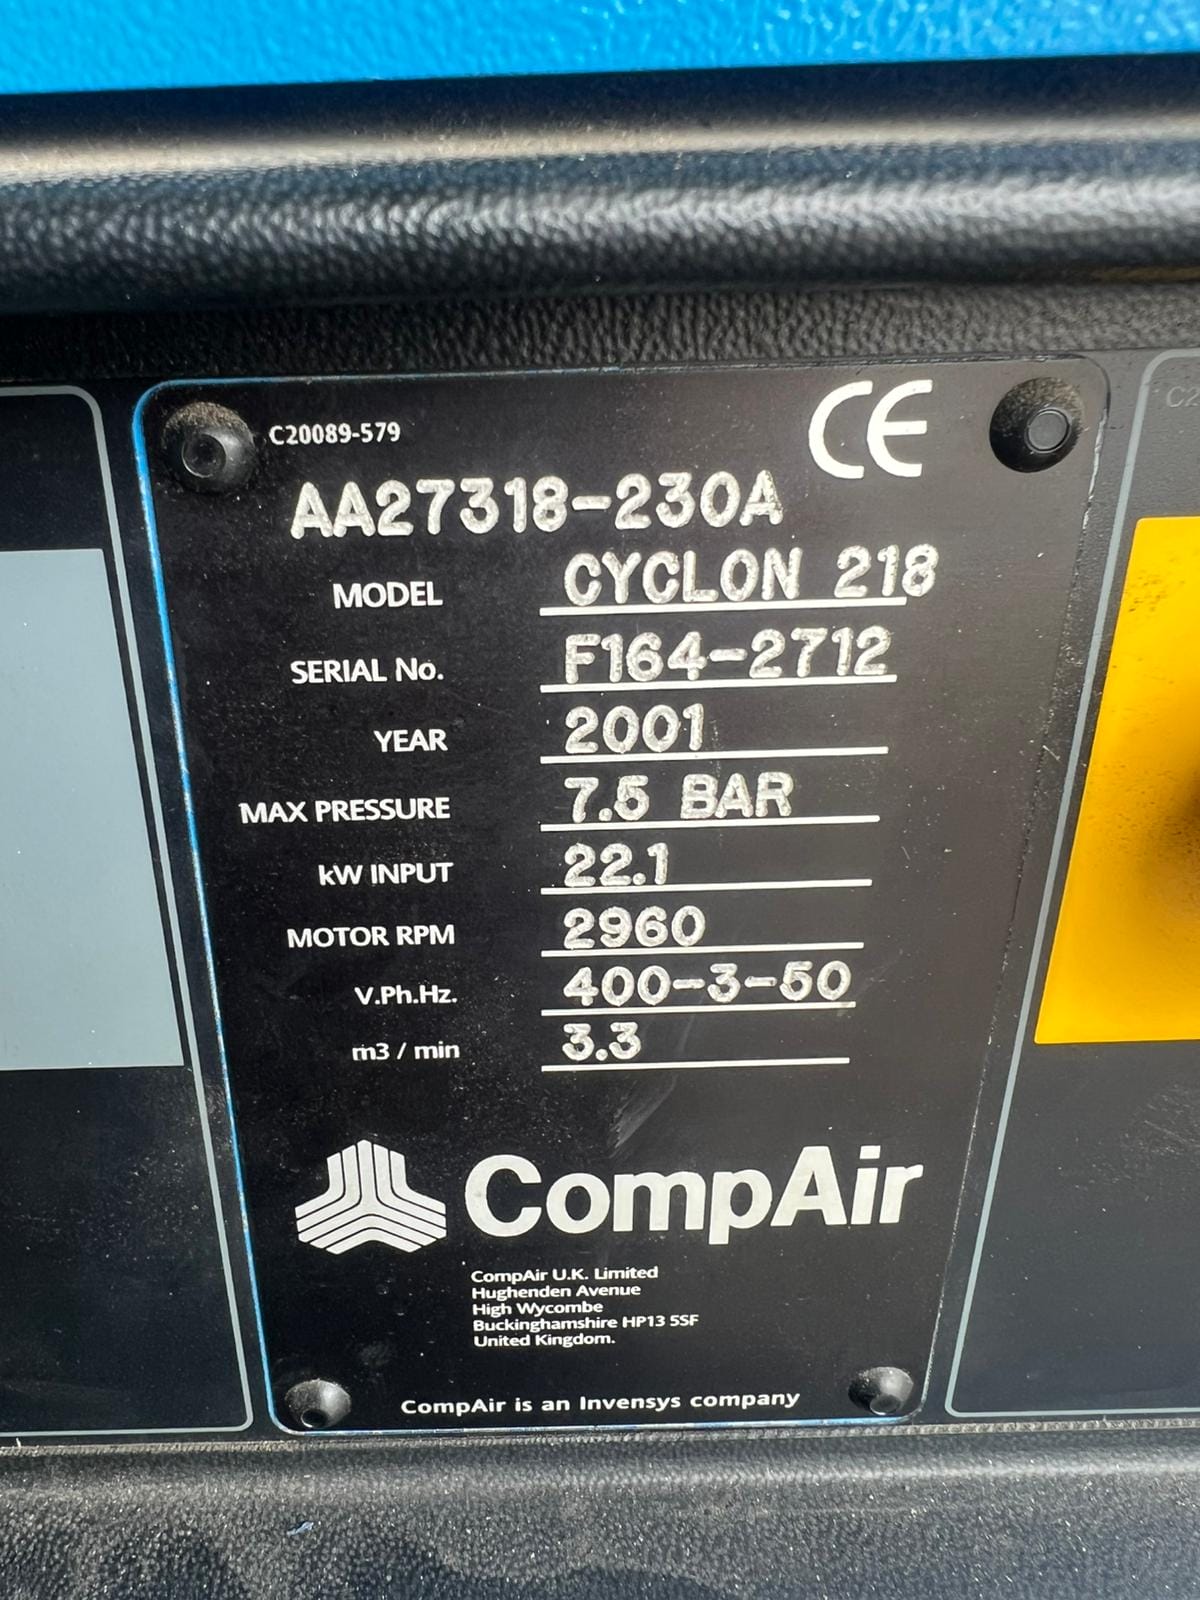 C20089-579
CE
AA27318-230A
MODEL CYCLON 218
SERIAL No. F164-2712
YEAR 2001
MAX PRESSURE 7.5 BAR
kW INPUT 22.1
MOTOR RPM 2960
V.Ph.Hz. 400-3-50
m3 / min 3.3
CompAir
CompAir U.K. Limited
Hughenden Avenue
High Wycombe
Buckinghamshire HP13 5SF
United Kingdom.
CompAir is an Invensys company